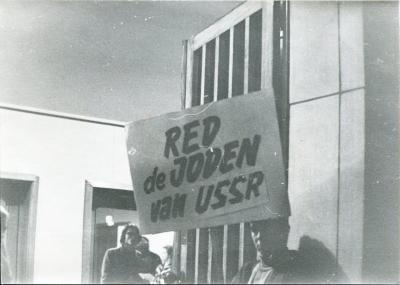 RED
de JODEN
van USSR